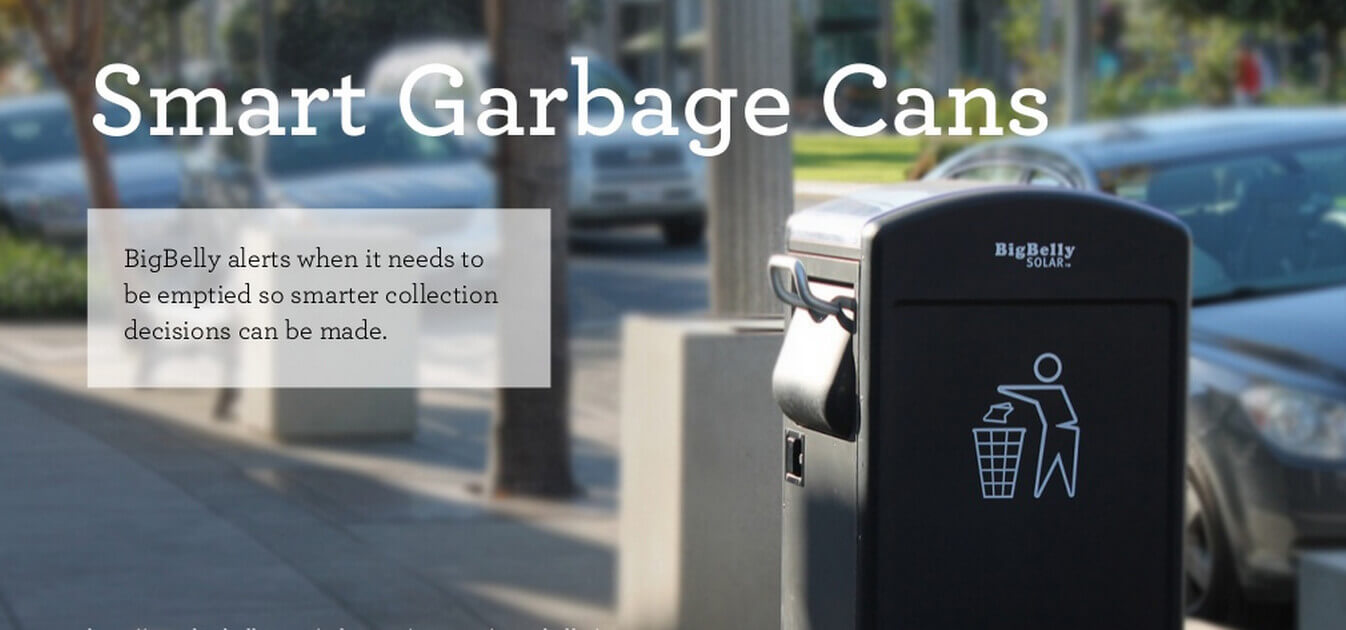 Smart Garbage Cans
BigBelly alerts when it needs to
be emptied so smarter collection
decisions can be made.
BigBelly
SOLAR™